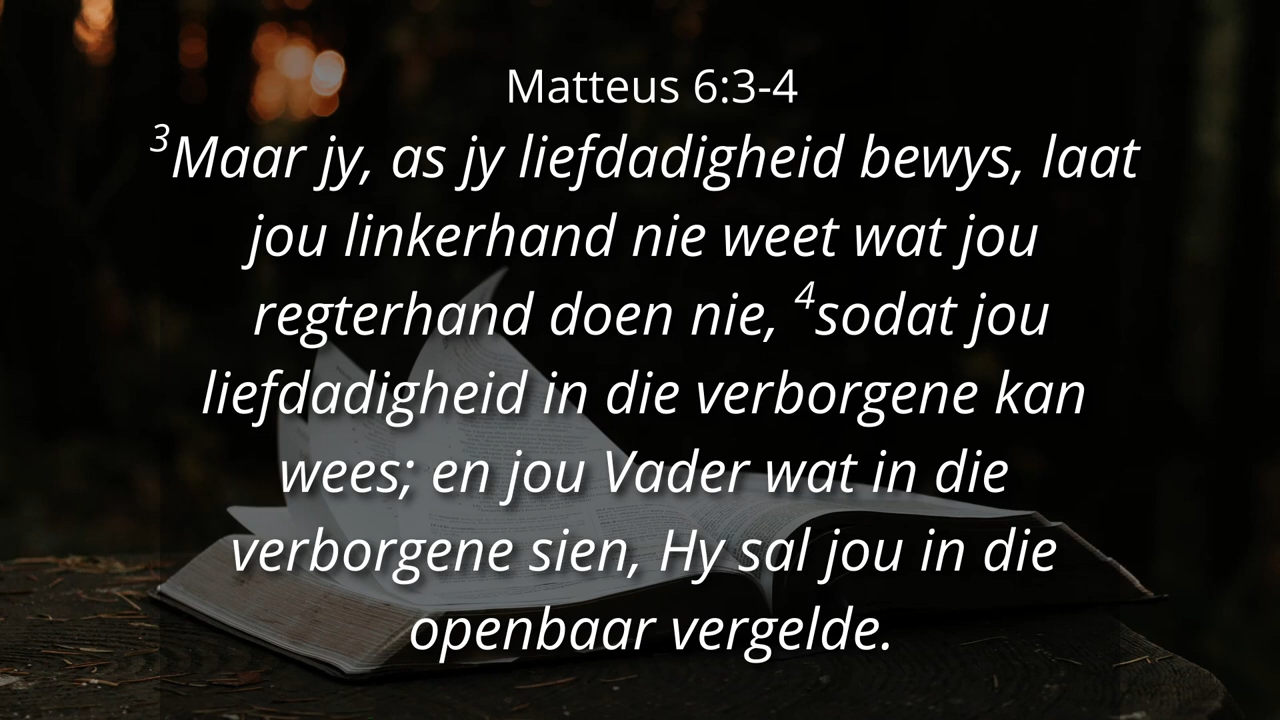 Matteus 6:3-4
³Maar jy, as jy liefdadigheid bewys, laat
jou linkerhand nie weet wat jou
regterhand doen nie, ⁴sodat jou
liefdadigheid in die verborgene kan
wees; en jou Vader wat in die
verborgene sien, Hy sal jou in die
openbaar vergelde.